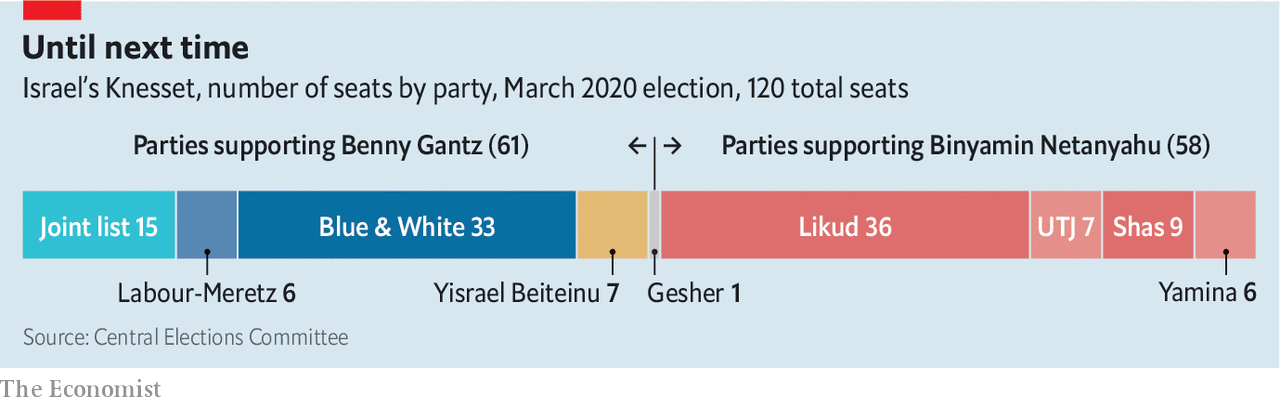 Until next time
Israel's Knesset, number of seats by party, March 2020 election, 120 total seats
Parties supporting Benny Gantz (61) ← → Parties supporting Binyamin Netanyahu (58)
Joint list 15 Blue & White 33 Likud 36 UTJ 7 Shas 9
Labour-Meretz 6 Yisrael Beiteinu 7 Gesher 1 Yamina 6
Source: Central Elections Committee
The Economist